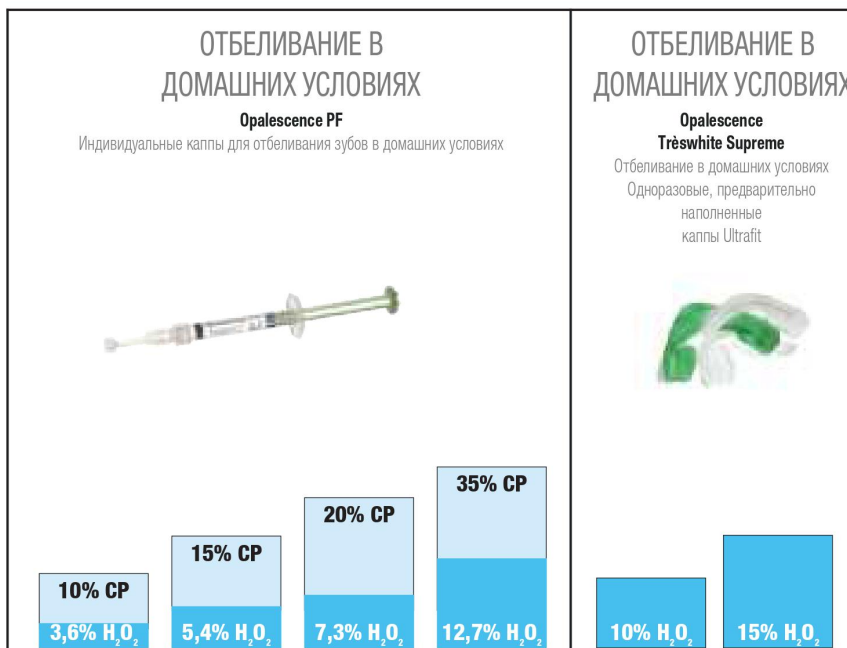 ОТБЕЛИВАНИЕ В
ДОМАШНИХ УСЛОВИЯХ
Opalescence PF
Индивидуальные каппы для отбеливания зубов в домашних условиях
35% CP
20% CP
15% CP
10% CP
3,6% H₂O₂
5,4% H₂O₂
7,3% H₂O₂
12,7% H₂O₂
ОТБЕЛИВАНИЕ В
ДОМАШНИХ УСЛОВИЯХ
Opalescence
Trèswhite Supreme
Отбеливание в домашних условиях
Одноразовые, предварительно
наполненные
каппы Ultrafit
10% H₂O₂
15% H₂O₂